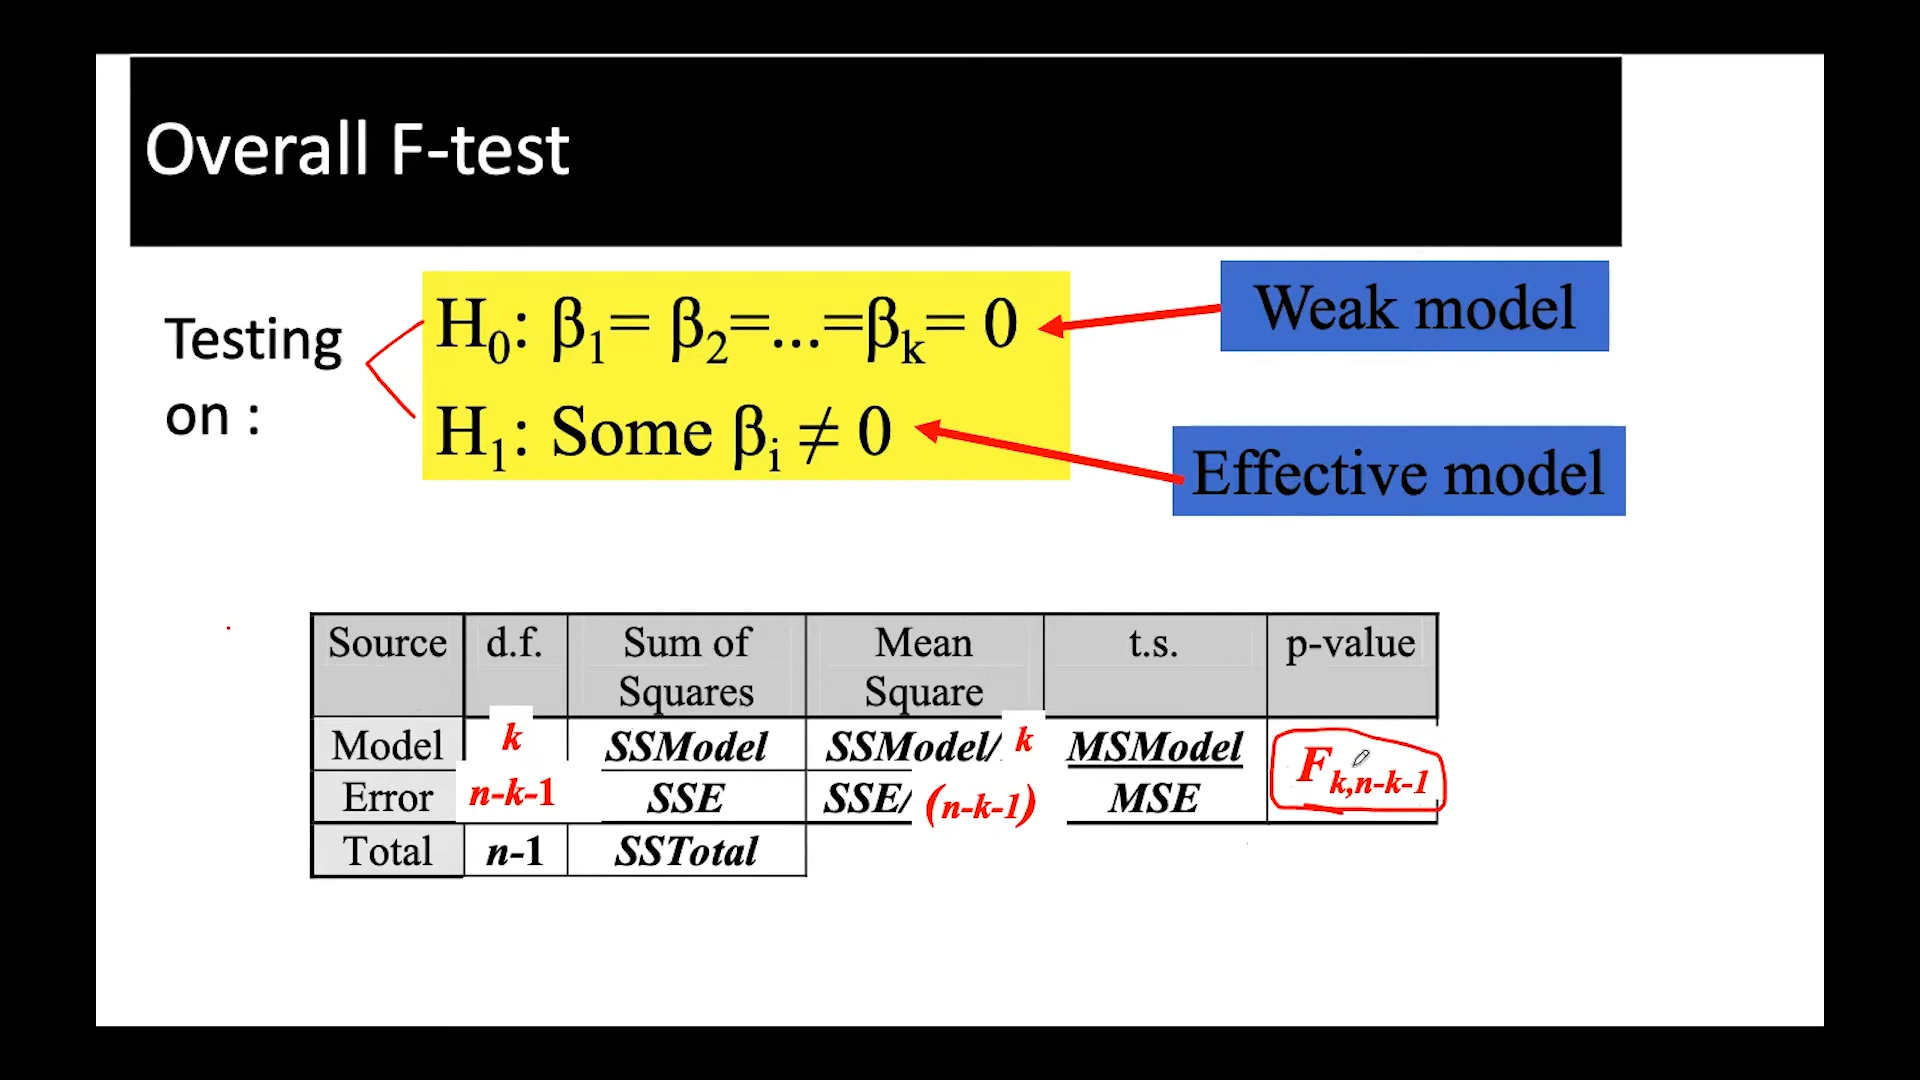 Overall F-test
Testing
on :
H₀: β₁= β₂=...=βₖ= 0
H₁: Some βᵢ ≠ 0
Weak model
Effective model
Source d.f. Sum of Squares Mean Square t.s. p-value
Model k SSModel SSModel/ k MSModel F k,n-k-1
Error n-k-1 SSE SSE/ (n-k-1) MSE
Total n-1 SSTotal